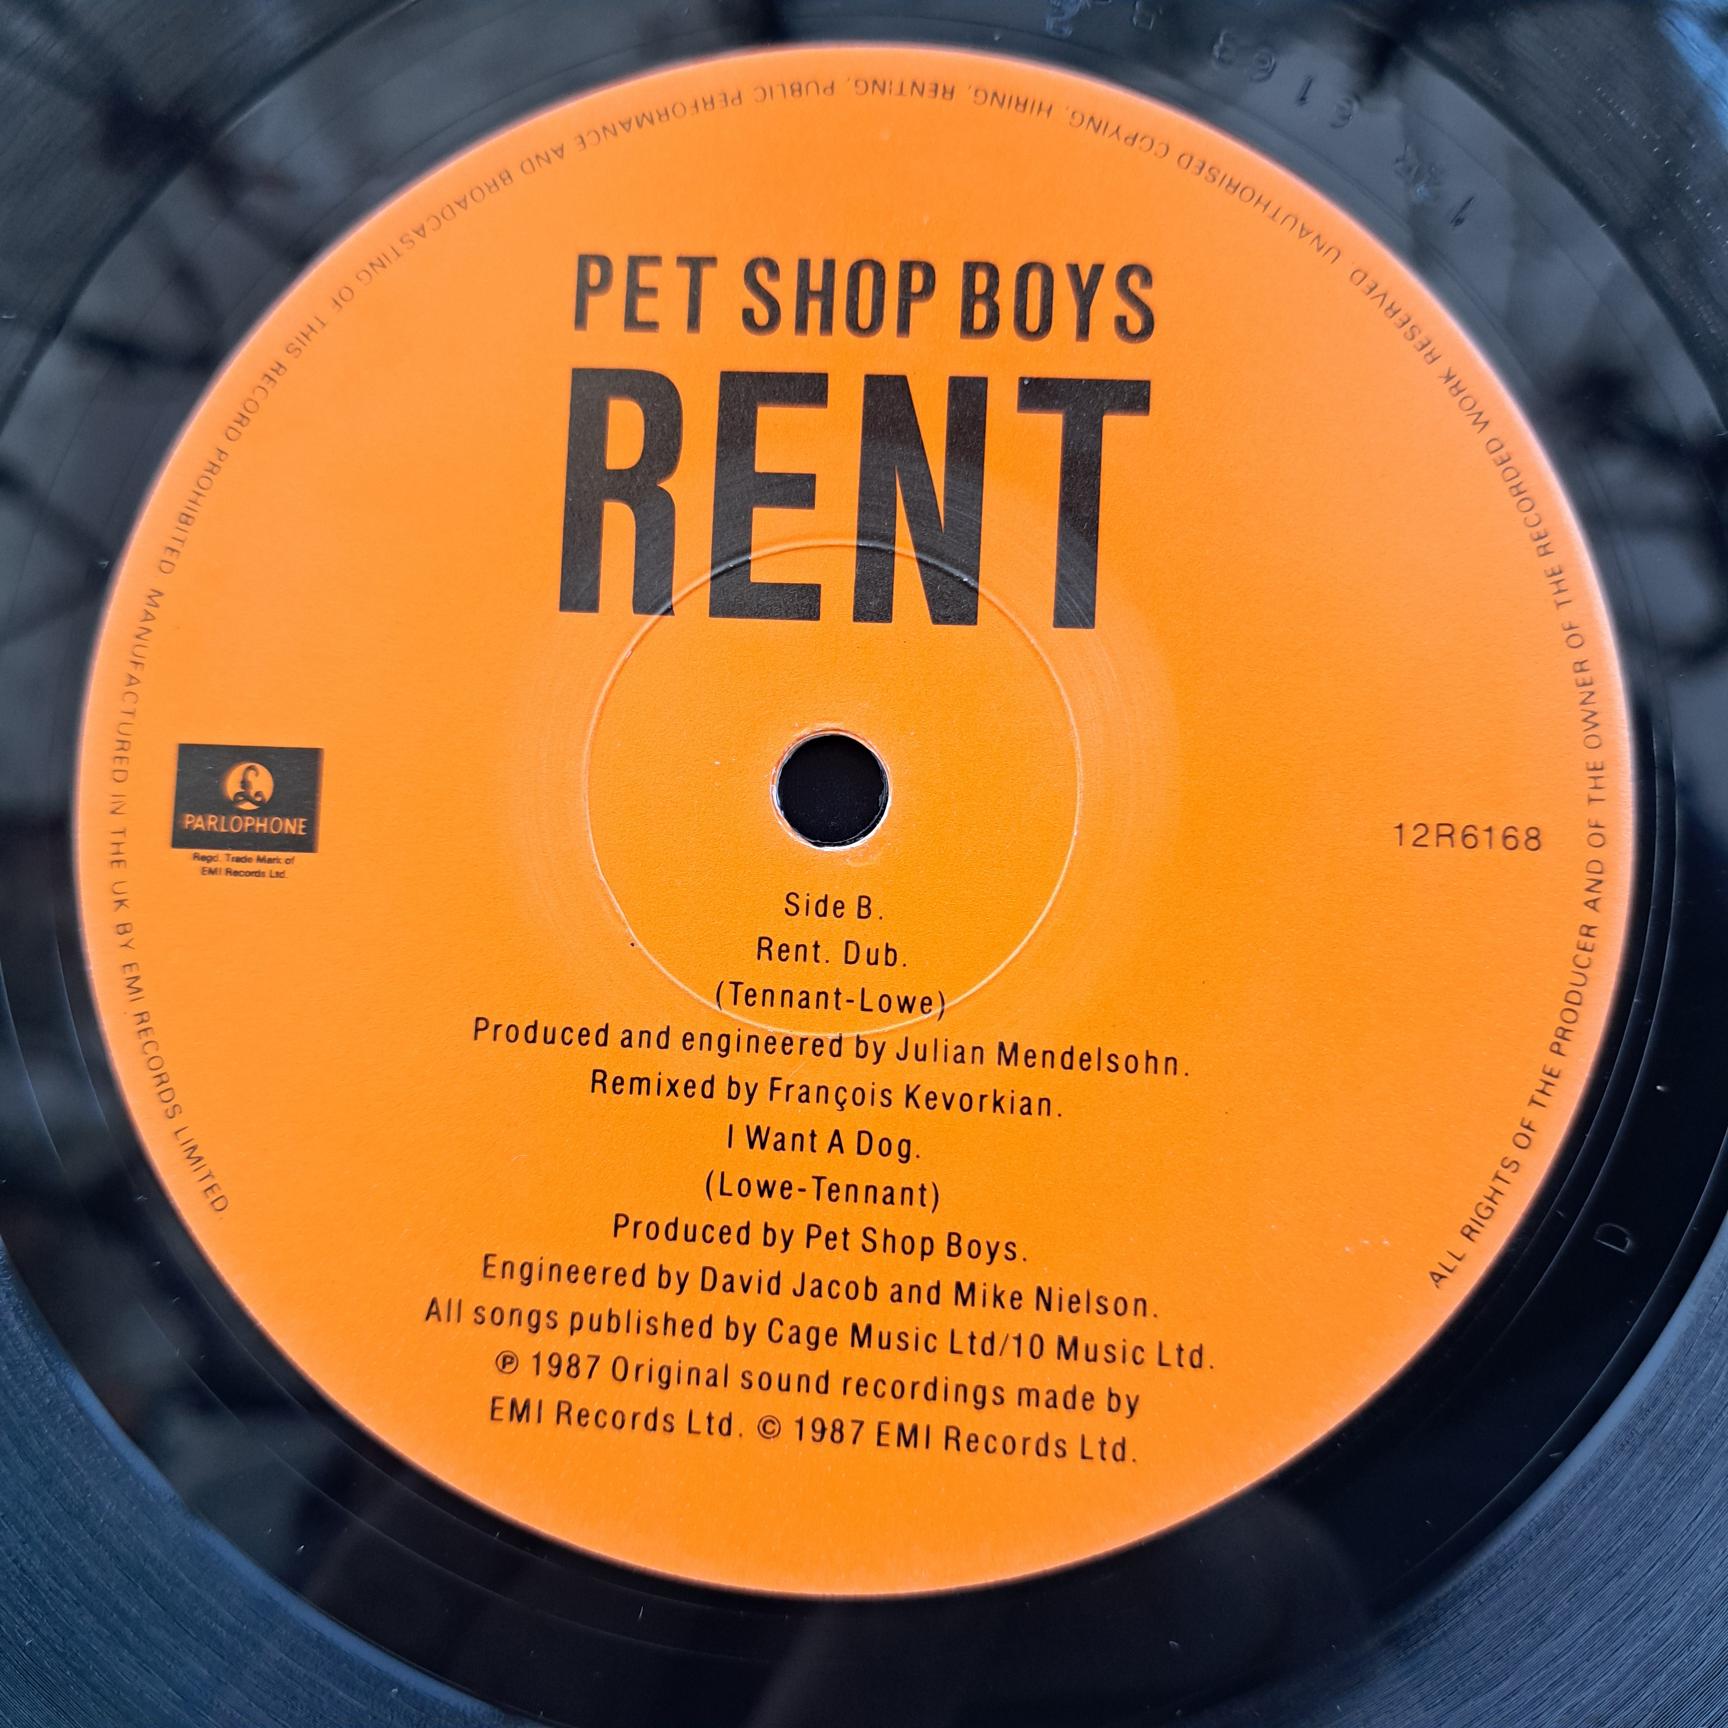 PET SHOP BOYS
RENT
PARLOPHONE
Regd. Trade Mark of
EMI Records Ltd.
12R6168
Side B.
Rent. Dub.
(Tennant-Lowe)
Produced and engineered by Julian Mendelsohn.
Remixed by François Kevorkian.
I Want A Dog.
(Lowe-Tennant)
Produced by Pet Shop Boys.
Engineered by David Jacob and Mike Nielson.
All songs published by Cage Music Ltd/10 Music Ltd.
℗ 1987 Original sound recordings made by
EMI Records Ltd. © 1987 EMI Records Ltd.
ALL RIGHTS OF THE PRODUCER AND OF THE OWNER OF THE RECORDED WORK RESERVED. UNAUTHORISED COPYING, HIRING, RENTING, PUBLIC PERFORMANCE AND BROADCASTING OF THIS RECORD PROHIBITED. MANUFACTURED IN THE UK BY EMI RECORDS LIMITED.
D